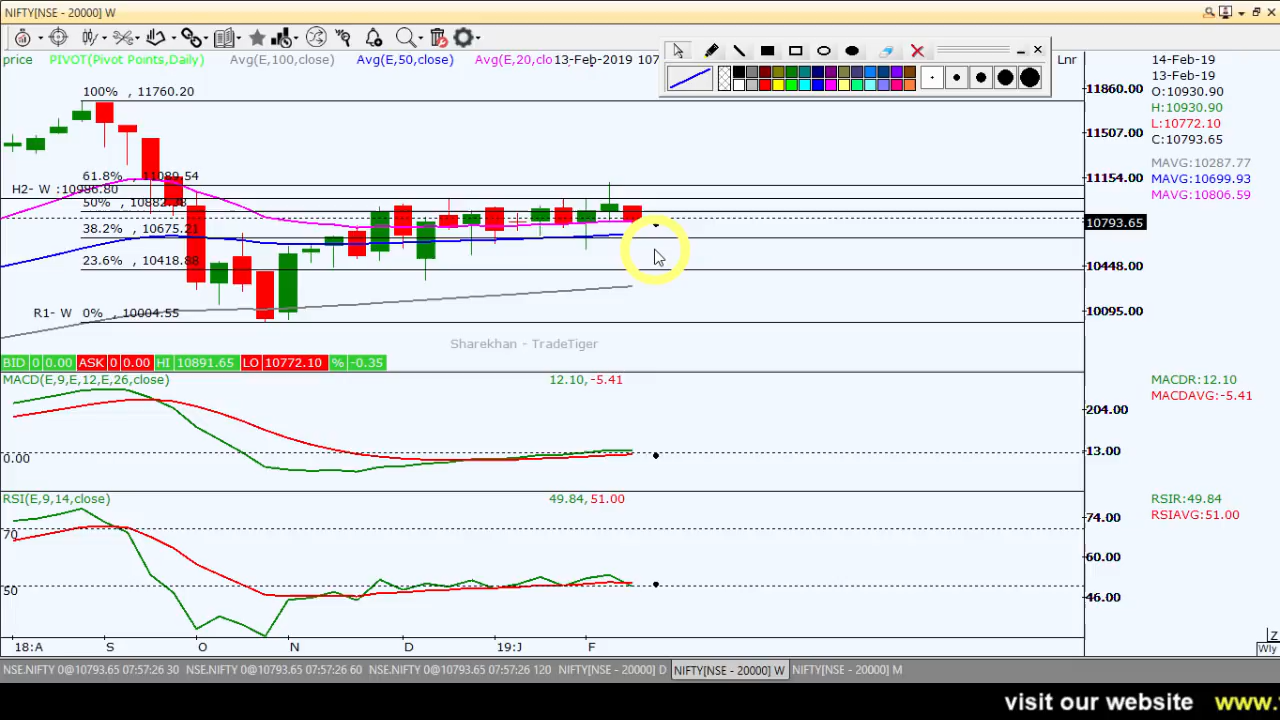 NIFTY[NSE - 20000] W
price PIVOT(Pivot Points,Daily) Avg(E,100,close) Avg(E,50,close) Avg(E,20,clo 13-Feb-2019 107
Lnr
14-Feb-19
13-Feb-19
O:10930.90
H:10930.90
L:10772.10
C:10793.65
MAVG:10287.77
MAVG:10699.93
MAVG:10806.59
11860.00
11507.00
11154.00
10793.65
10448.00
10095.00
100% , 11760.20
61.8% , 11089.54
H2- W :10986.80
50% , 10882.38
38.2% , 10675.21
23.6% , 10418.88
R1- W 0% , 10004.55
Sharekhan - TradeTiger
BID 0 0.00 ASK 0 0.00 HI 10891.65 LO 10772.10 % -0.35
MACD(E,9,E,12,E,26,close) 12.10, -5.41
MACDR:12.10
MACDAVG:-5.41
204.00
13.00
0.00
RSI(E,9,14,close) 49.84, 51.00
RSIR:49.84
RSIAVG:51.00
74.00
70
60.00
50
46.00
18:A S O N D 19:J F
Z
Wly
NSE.NIFTY 0@10793.65 07:57:26 30 NSE.NIFTY 0@10793.65 07:57:26 60 NSE.NIFTY 0@10793.65 07:57:26 120 NIFTY[NSE - 20000] D NIFTY[NSE - 20000] W NIFTY[NSE - 20000] M
visit our website www.